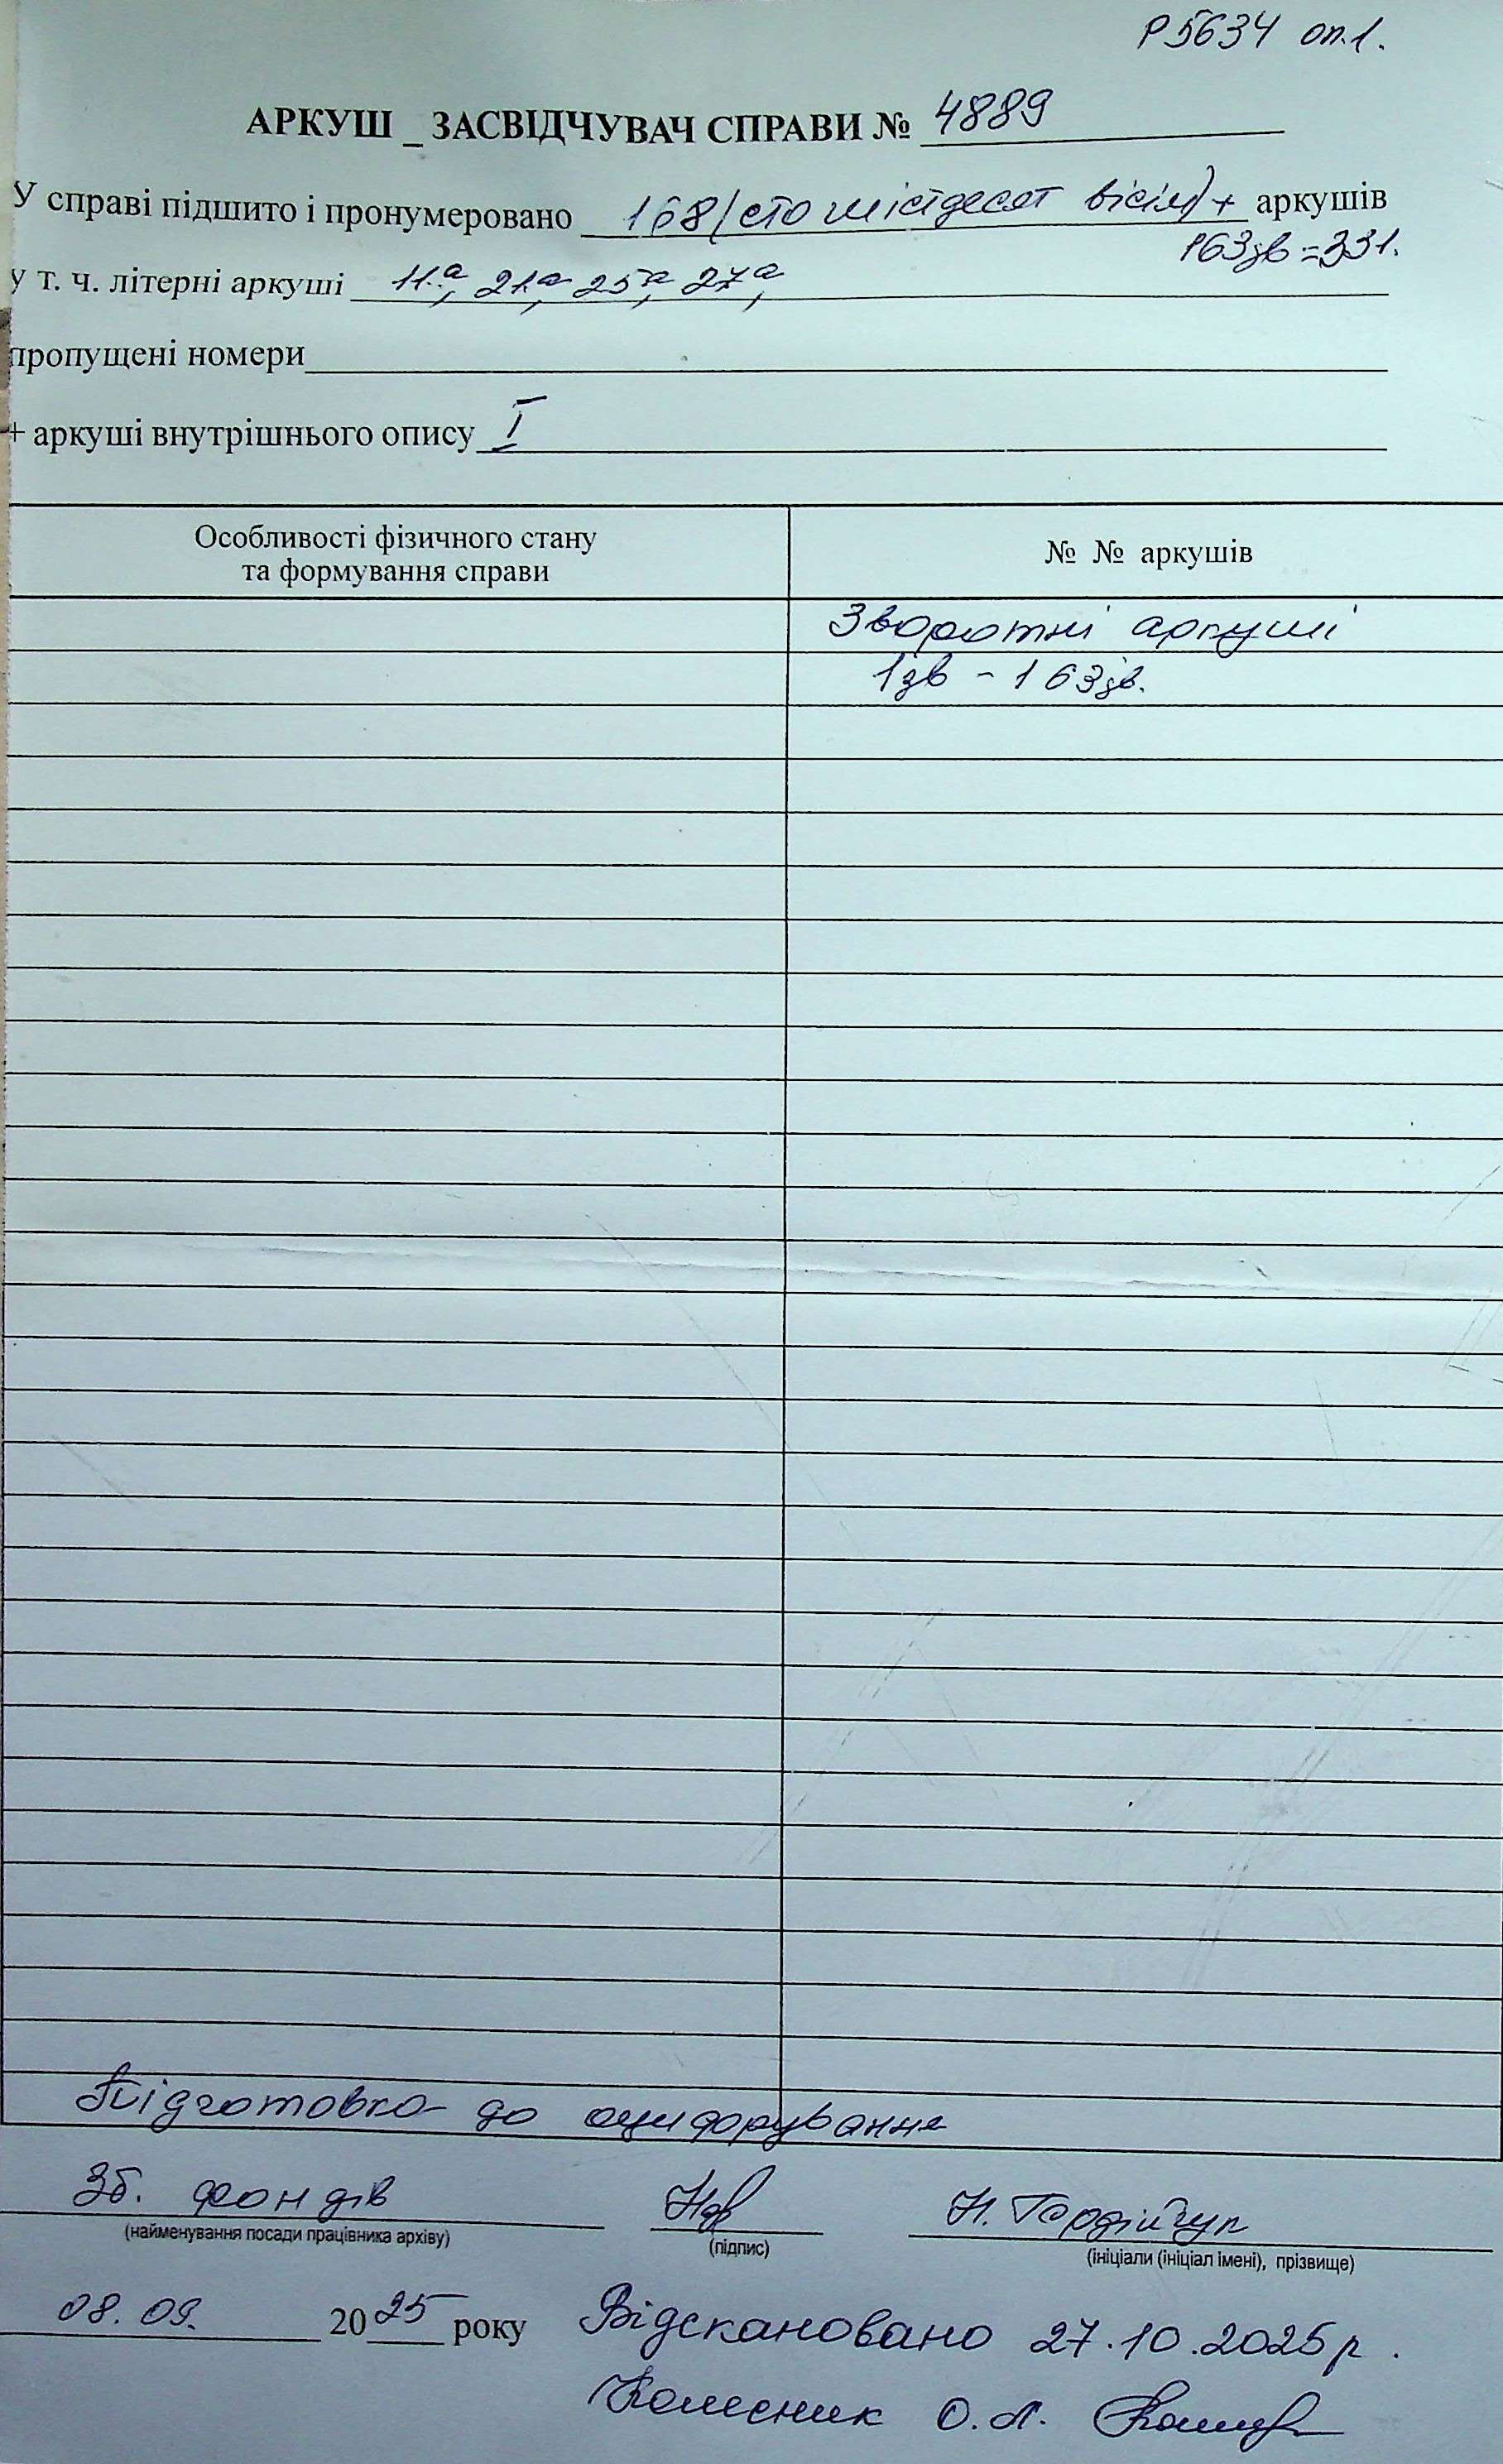 Р5634 оп.1.
АРКУШ _ ЗАСВІДЧУВАЧ СПРАВИ № 4889
У справі підшито і пронумеровано 168 (сто шістдесят вісім) + аркушів
163зв = 331.
у т. ч. літерні аркуші 11а, 21а, 25а, 27а,
пропущені номери
+ аркуші внутрішнього опису I
Особливості фізичного стану
та формування справи
№ № аркушів
Зворотні аркуші
1зв - 163зв.
Підготовка до оцифрування
Зб. фондів
Н. Гордійчук
(найменування посади працівника архіву)
(підпис)
(ініціали (ініціал імені), прізвище)
08. 09. 2025 року
Відскановано 27.10.2025р.
Колесник О. Л.